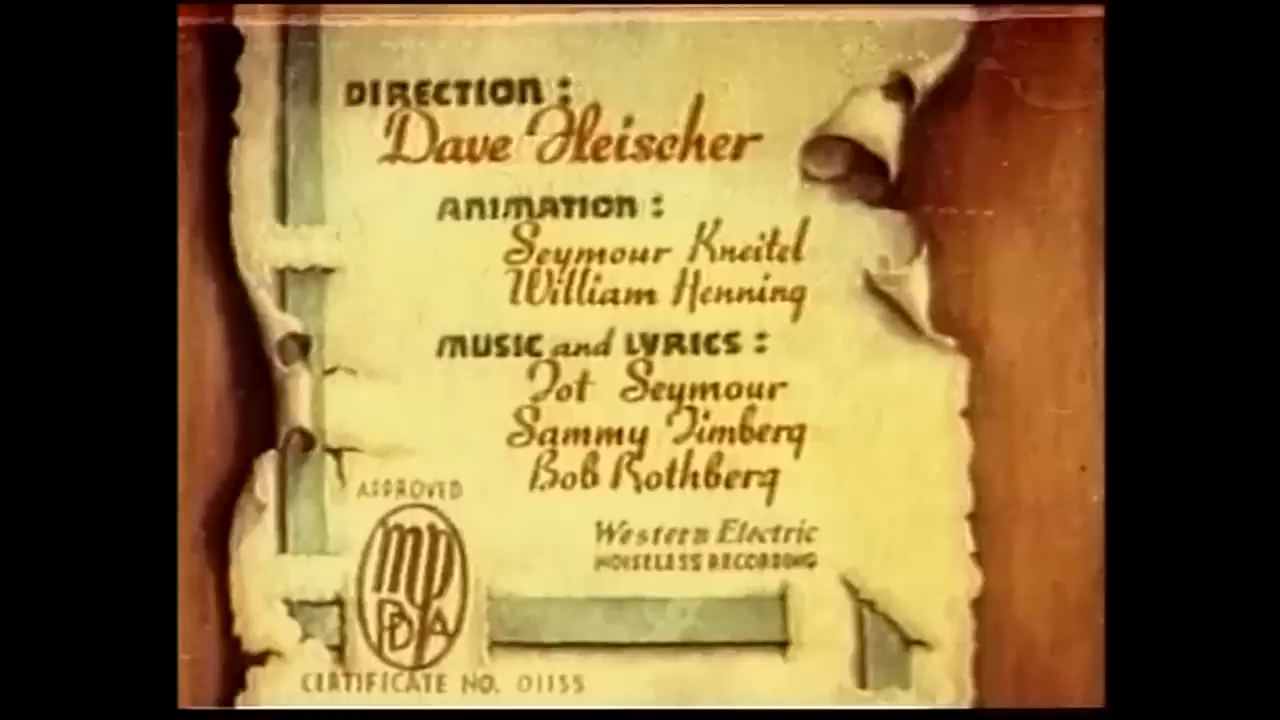 DIRECTION:
Dave Fleischer
ANIMATION:
Seymour Kneitel
William Henning
MUSIC and LYRICS:
Tot Seymour
Sammy Timberg
Bob Rothberg
APPROVED
MPPDA
Western Electric
NOISELESS RECORDING
CERTIFICATE NO. 01155